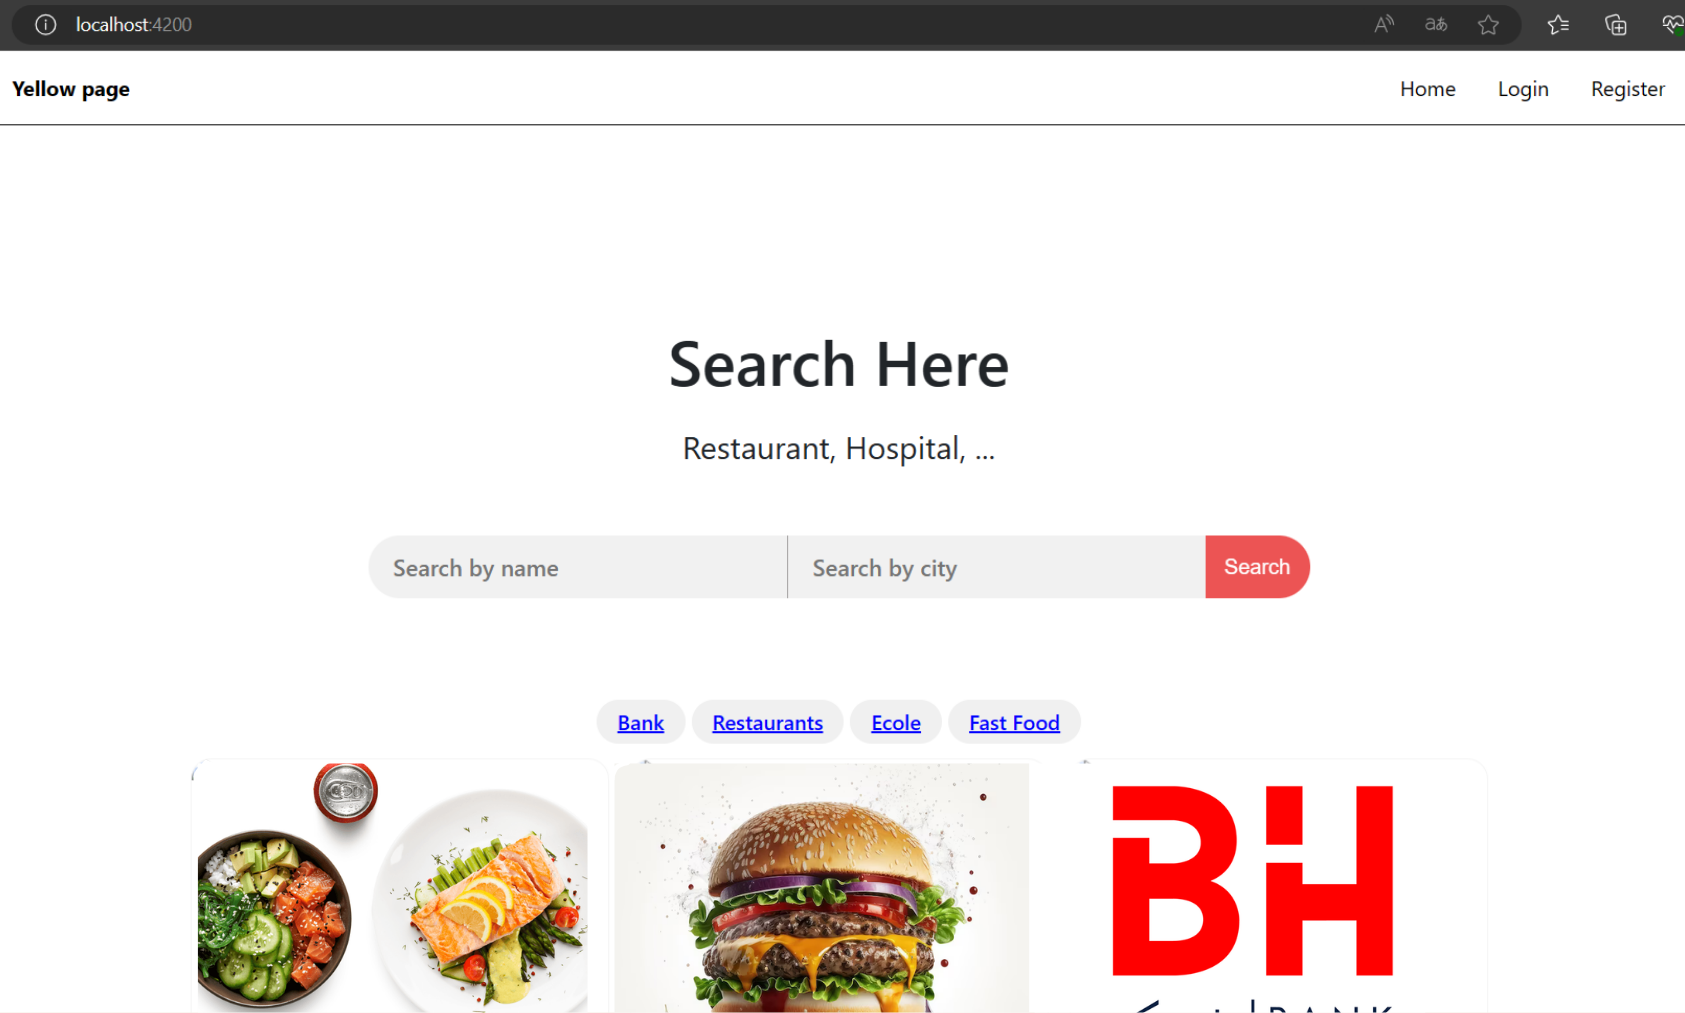 localhost:4200
Yellow page
Home Login Register
Search Here
Restaurant, Hospital, ...
Search by name Search by city Search
Bank Restaurants Ecole Fast Food
BH
BANK